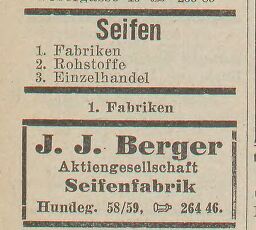 Seifen
1. Fabriken
2. Rohstoffe
3. Einzelhandel
1. Fabriken
J. J. Berger
Aktiengesellschaft
Seifenfabrik
Hundeg. 58/59, ☞ 264 46.